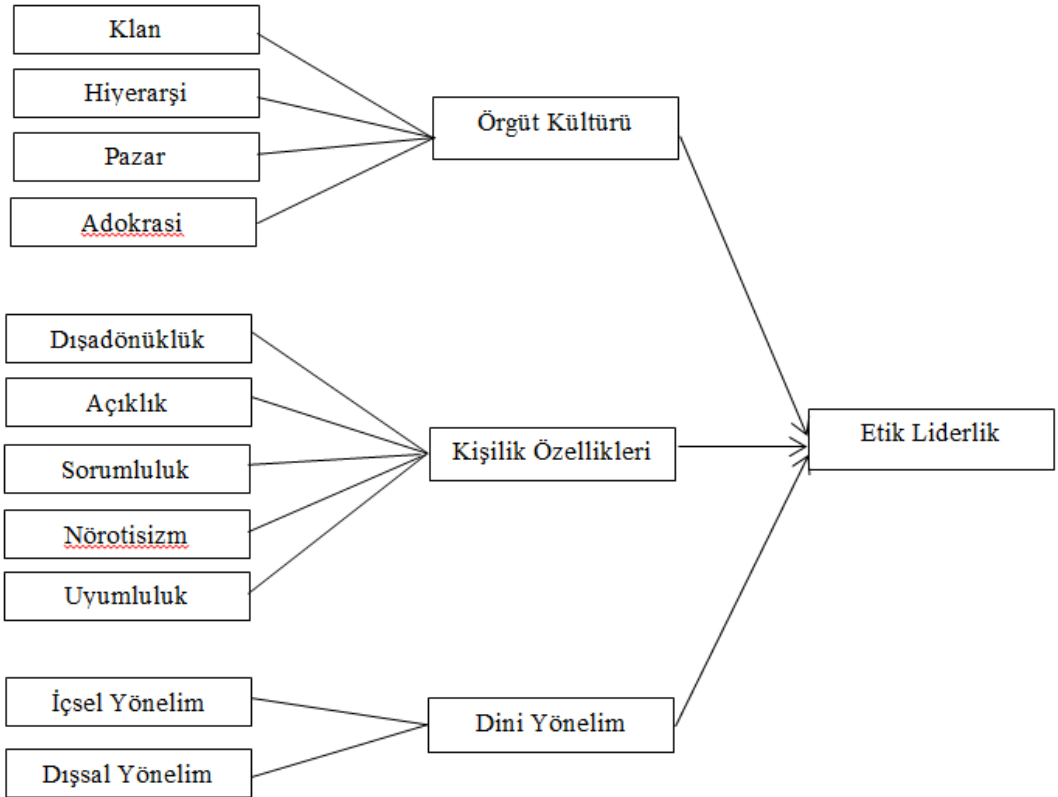 Klan
Hiyerarşi
Pazar
Adokrasi
Örgüt Kültürü
Dışadönüklük
Açıklık
Sorumluluk
Nörotisizm
Uyumluluk
Kişilik Özellikleri
Etik Liderlik
İçsel Yönelim
Dışsal Yönelim
Dini Yönelim